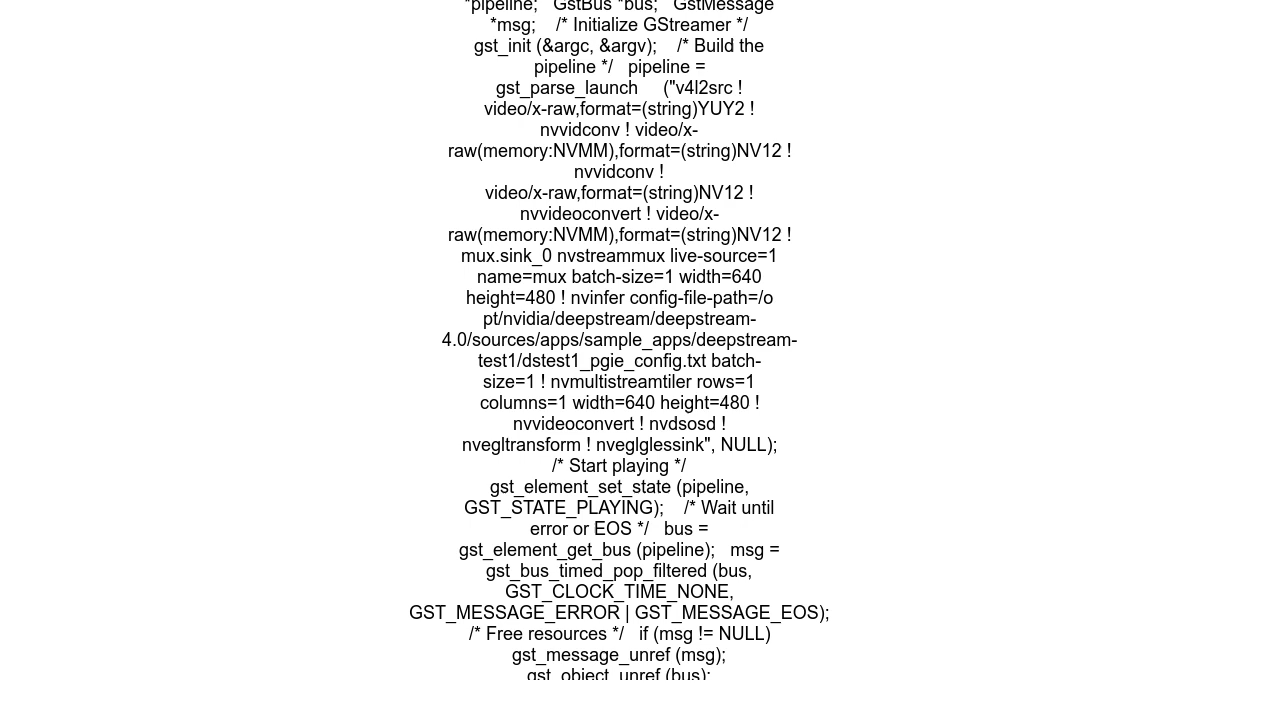 *pipeline;   GstBus *bus;   GstMessage
*msg;    /* Initialize GStreamer */
gst_init (&argc, &argv);    /* Build the
pipeline */   pipeline =
gst_parse_launch     ("v4l2src !
video/x-raw,format=(string)YUY2 !
nvvidconv ! video/x-
raw(memory:NVMM),format=(string)NV12 !
nvvidconv !
video/x-raw,format=(string)NV12 !
nvvideoconvert ! video/x-
raw(memory:NVMM),format=(string)NV12 !
mux.sink_0 nvstreammux live-source=1
name=mux batch-size=1 width=640
height=480 ! nvinfer config-file-path=/o
pt/nvidia/deepstream/deepstream-
4.0/sources/apps/sample_apps/deepstream-
test1/dstest1_pgie_config.txt batch-
size=1 ! nvmultistreamtiler rows=1
columns=1 width=640 height=480 !
nvvideoconvert ! nvdsosd !
nvegltransform ! nveglglessink", NULL);
/* Start playing */
gst_element_set_state (pipeline,
GST_STATE_PLAYING);    /* Wait until
error or EOS */   bus =
gst_element_get_bus (pipeline);   msg =
gst_bus_timed_pop_filtered (bus,
GST_CLOCK_TIME_NONE,
GST_MESSAGE_ERROR | GST_MESSAGE_EOS);
/* Free resources */   if (msg != NULL)
gst_message_unref (msg);
gst_object_unref (bus);